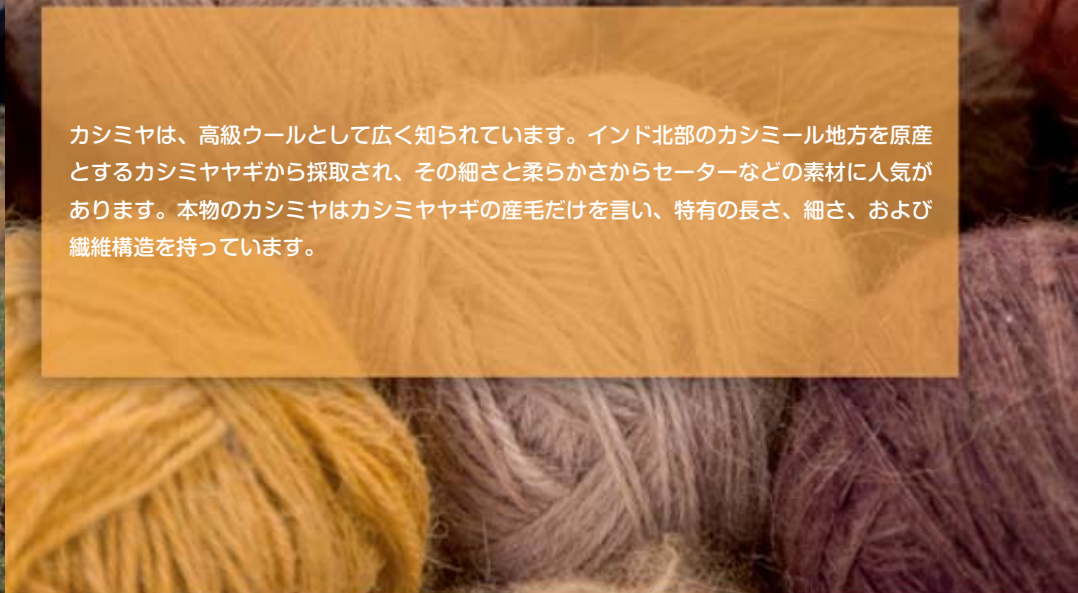 カシミヤは、高級ウールとして広く知られています。インド北部のカシミール地方を原産
とするカシミヤヤギから採取され、その細さと柔らかさからセーターなどの素材に人気が
あります。本物のカシミヤはカシミヤヤギの産毛だけを言い、特有の長さ、細さ、および
繊維構造を持っています。